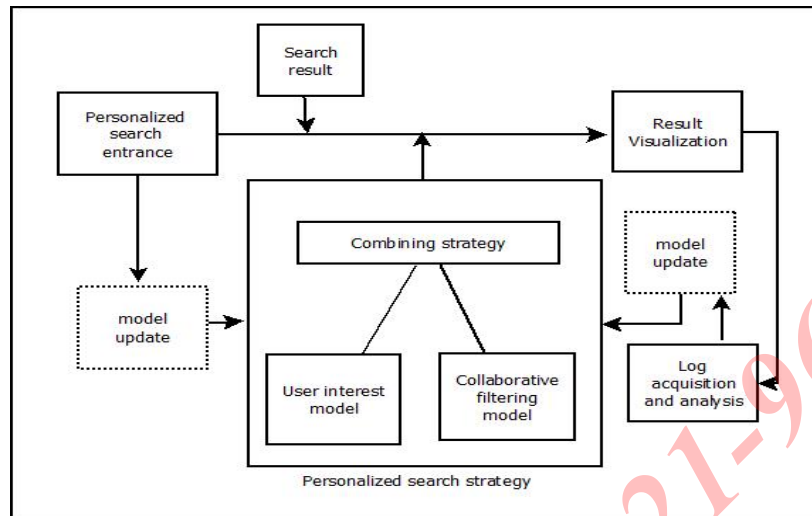 Search
result
Personalized
search
entrance
Result
Visualization
Combining strategy
model
update
model
update
User interest
model
Collaborative
filtering
model
Log
acquisition
and analysis
Personalized search strategy